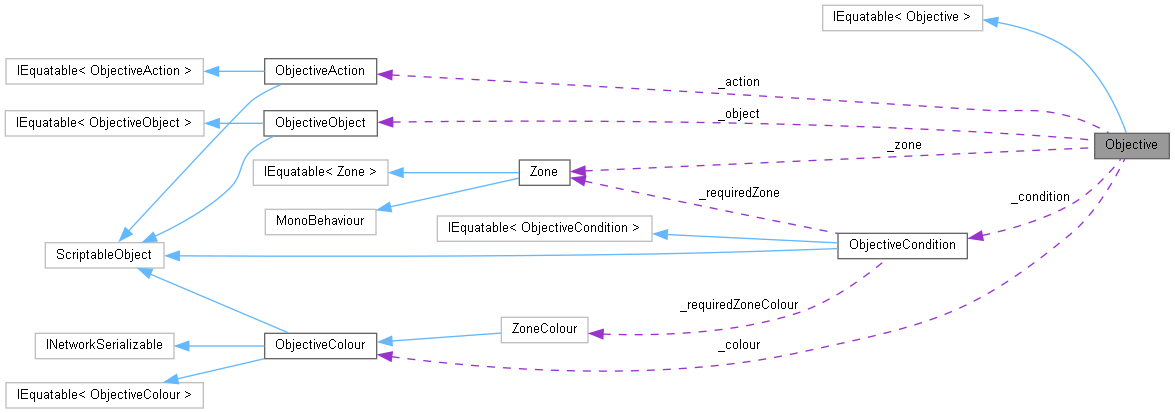 IEquatable< Objective >
IEquatable< ObjectiveAction >
ObjectiveAction
_action
IEquatable< ObjectiveObject >
ObjectiveObject
_object
Objective
_zone
IEquatable< Zone >
Zone
_requiredZone
_condition
MonoBehaviour
IEquatable< ObjectiveCondition >
ObjectiveCondition
ScriptableObject
_requiredZoneColour
ZoneColour
INetworkSerializable
ObjectiveColour
_colour
IEquatable< ObjectiveColour >